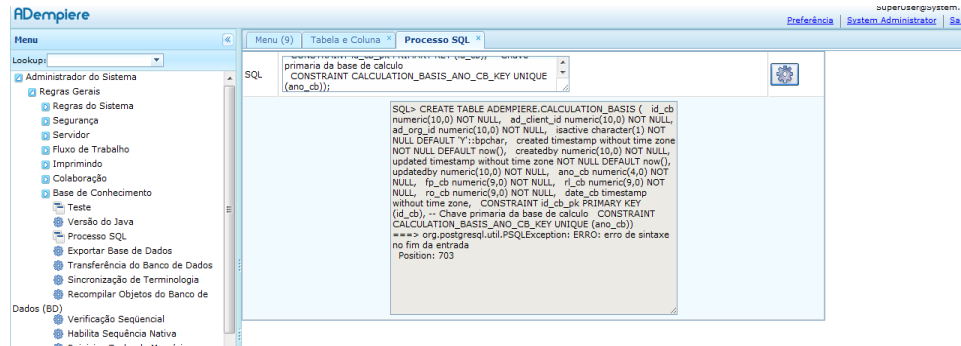 ADempiere
Superuser@System.
Preferência
System Administrator
Sa
Menu
Menu (9)
Tabela e Coluna
Processo SQL
Lookup:
Administrador do Sistema
Regras Gerais
Regras do Sistema
Segurança
Servidor
Fluxo de Trabalho
Imprimindo
Colaboração
Base de Conhecimento
Teste
Versão do Java
Processo SQL
Exportar Base de Dados
Transferência do Banco de Dados
Sincronização de Terminologia
Recompilar Objetos do Banco de
Dados (BD)
Verificação Seqüencial
Habilita Sequência Nativa
SQL
CONSTRAINT id_cb_pk PRIMARY KEY (id_cb), -- Chave
primaria da base de calculo
CONSTRAINT CALCULATION_BASIS_ANO_CB_KEY UNIQUE
(ano_cb));
SQL> CREATE TABLE ADEMPIERE.CALCULATION_BASIS ( id_cb
numeric(10,0) NOT NULL, ad_client_id numeric(10,0) NOT NULL,
ad_org_id numeric(10,0) NOT NULL, isactive character(1) NOT
NULL DEFAULT 'Y'::bpchar, created timestamp without time zone
NOT NULL DEFAULT now(), createdby numeric(10,0) NOT NULL,
updated timestamp without time zone NOT NULL DEFAULT now(),
updatedby numeric(10,0) NOT NULL, ano_cb numeric(4,0) NOT
NULL, fp_cb numeric(9,0) NOT NULL, rl_cb numeric(9,0) NOT
NULL, ro_cb numeric(9,0) NOT NULL, date_cb timestamp
without time zone, CONSTRAINT id_cb_pk PRIMARY KEY
(id_cb), -- Chave primaria da base de calculo CONSTRAINT
CALCULATION_BASIS_ANO_CB_KEY UNIQUE (ano_cb))
===> org.postgresql.util.PSQLException: ERRO: erro de sintaxe
no fim da entrada
Position: 703